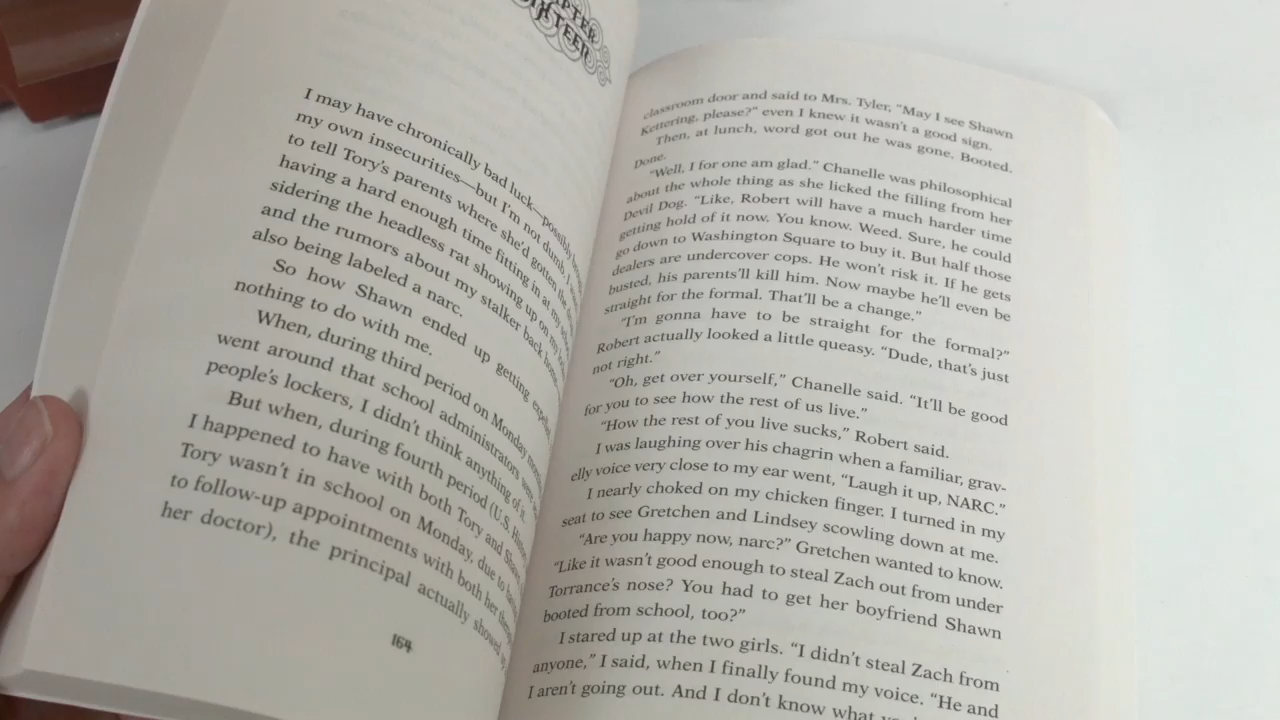 I may have chronically bad luck—possibly
my own insecurities—but I'm not dumb. I
to tell Tory's parents where she'd gotten the
having a hard enough time fitting in at my
sidering the headless rat showing up on my
and the rumors about my stalker back home,
also being labeled a narc.
So how Shawn ended up getting
nothing to do with me.
When, during third period on Monday
went around that school administrators were
people's lockers, I didn't think anything of it.
But when, during fourth period (U.S.
I happened to have with both Tory and
Tory wasn't in school on Monday, due to
to follow-up appointments with both her
her doctor), the principal actually showed
164
classroom door and said to Mrs. Tyler, "May I see Shawn
Kettering, please?" even I knew it wasn't a good sign.
Then, at lunch, word got out he was gone. Booted.
Done.
"Well, I for one am glad." Chanelle was philosophical
about the whole thing as she licked the filling from her
Devil Dog. "Like, Robert will have a much harder time
getting hold of it now. You know. Weed. Sure, he could
go down to Washington Square to buy it. But half those
dealers are undercover cops. He won't risk it. If he gets
busted, his parents'll kill him. Now maybe he'll even be
straight for the formal. That'll be a change."
"I'm gonna have to be straight for the formal?"
Robert actually looked a little queasy. "Dude, that's just
not right."
"Oh, get over yourself," Chanelle said. "It'll be good
for you to see how the rest of us live."
"How the rest of you live sucks," Robert said.
I was laughing over his chagrin when a familiar, grav-
elly voice very close to my ear went, "Laugh it up, NARC."
I nearly choked on my chicken finger. I turned in my
seat to see Gretchen and Lindsey scowling down at me.
"Are you happy now, narc?" Gretchen wanted to know.
"Like it wasn't good enough to steal Zach out from under
Torrance's nose? You had to get her boyfriend Shawn
booted from school, too?"
I stared up at the two girls. "I didn't steal Zach from
anyone," I said, when I finally found my voice. "He and
I aren't going out. And I don't know what